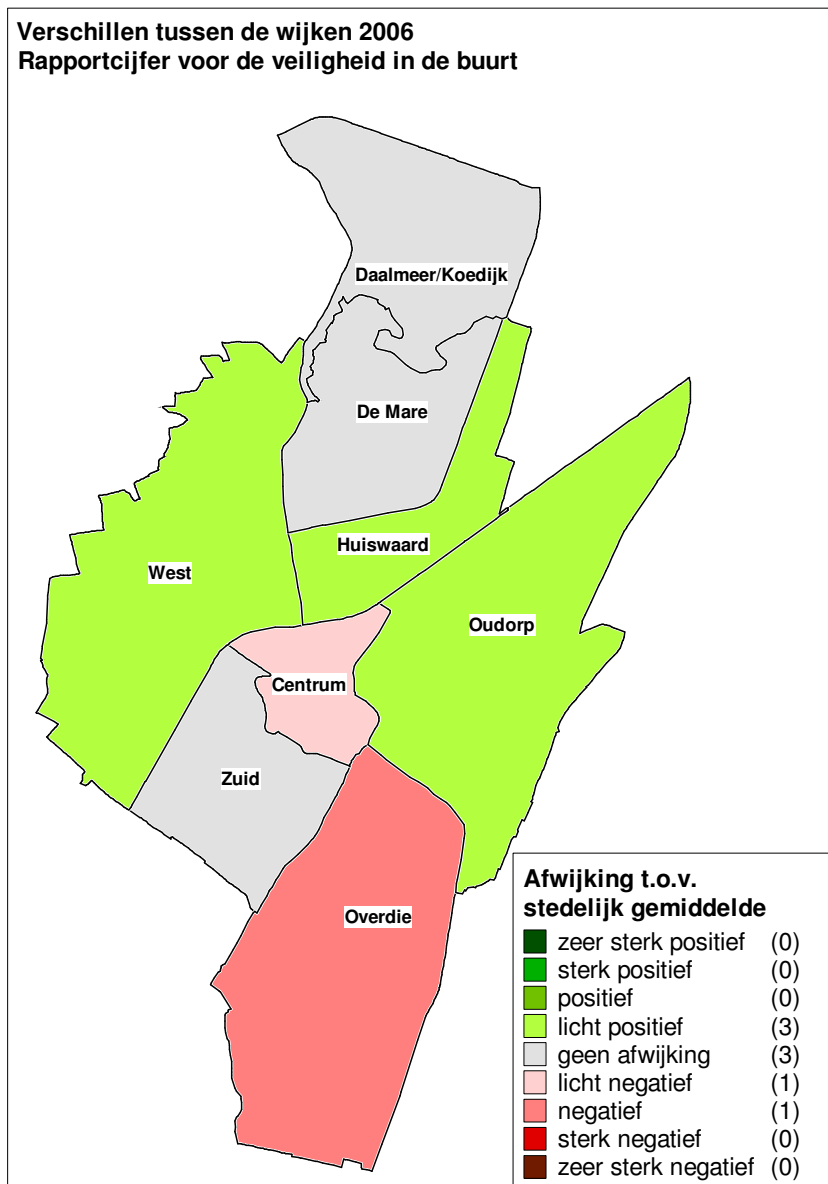 Verschillen tussen de wijken 2006
Rapportcijfer voor de veiligheid in de buurt
Daalmeer/Koedijk
De Mare
Huiswaard
West
Oudorp
Centrum
Zuid
Overdie
Afwijking t.o.v.
stedelijk gemiddelde
zeer sterk positief (0)
sterk positief (0)
positief (0)
licht positief (3)
geen afwijking (3)
licht negatief (1)
negatief (1)
sterk negatief (0)
zeer sterk negatief (0)